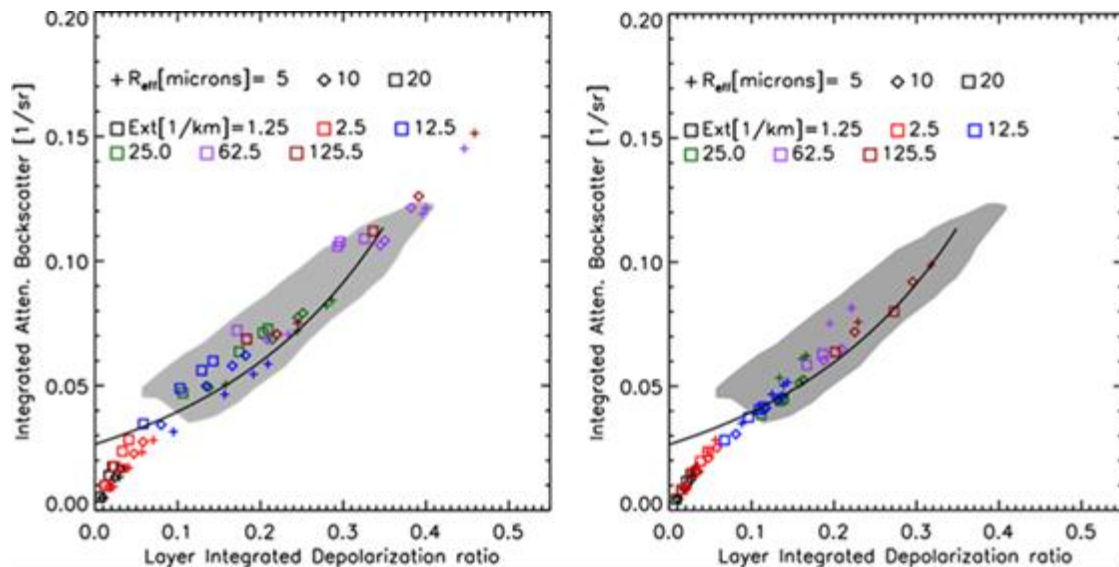 0.20
0.15
0.10
0.05
0.00
Integrated Atten. Backscatter [1/sr]
+ R_eff[microns]= 5 ◇ 10 □ 20
□ Ext[1/km]=1.25 □ 2.5 □ 12.5
□ 25.0 □ 62.5 □ 125.5
0.0 0.1 0.2 0.3 0.4 0.5
Layer Integrated Depolarization ratio
0.20
0.15
0.10
0.05
0.00
Integrated Atten. Backscatter [1/sr]
+ R_eff[microns]= 5 ◇ 10 □ 20
□ Ext[1/km]=1.25 □ 2.5 □ 12.5
□ 25.0 □ 62.5 □ 125.5
0.0 0.1 0.2 0.3 0.4 0.5
Layer Integrated Depolarization ratio